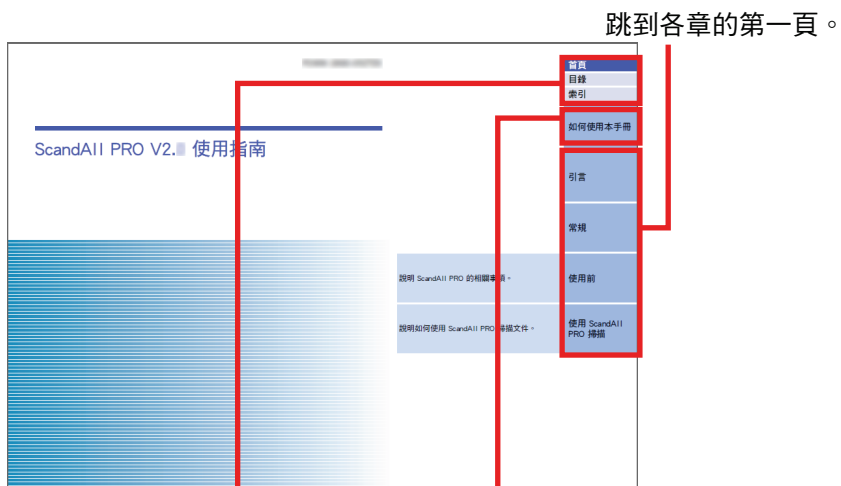 跳到各章的第一頁。
首頁
目錄
索引
如何使用本手冊
ScandAll PRO V2. 使用指南
引言
常規
說明 ScandAll PRO 的相關事項。
使用前
說明如何使用 ScandAll PRO 掃描文件。
使用 ScandAll
PRO 掃描